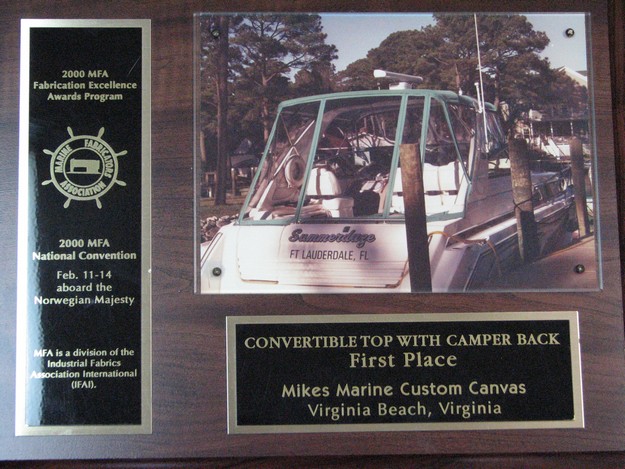 2000 MFA
Fabrication Excellence
Awards Program
MARINE FABRICATORS
ASSOCIATION
2000 MFA
National Convention
Feb. 11-14
aboard the
Norwegian Majesty
MFA is a division of the
Industrial Fabrics
Association International
(IFAI).
Summerdaze
FT LAUDERDALE, FL
CONVERTIBLE TOP WITH CAMPER BACK
First Place
Mikes Marine Custom Canvas
Virginia Beach, Virginia